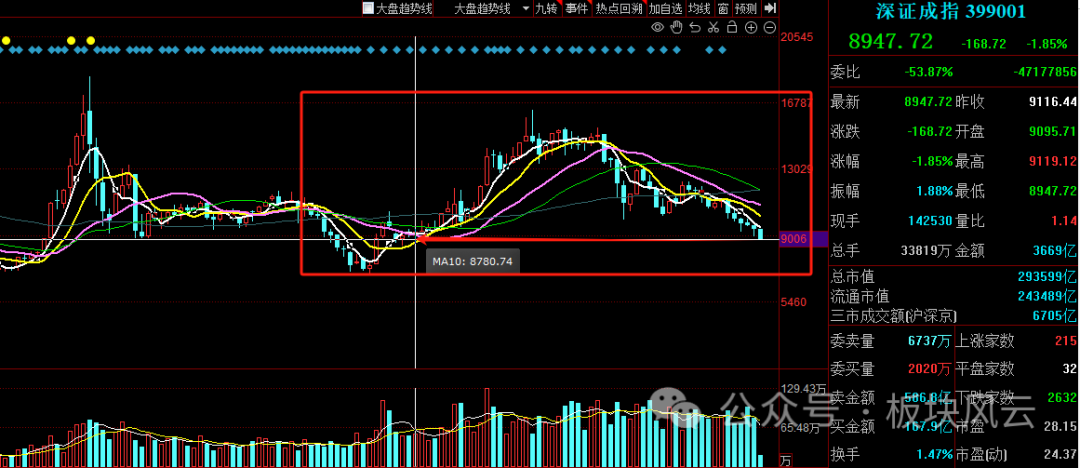 大盘趋势线 大盘趋势线 九转 事件 热点回溯 加自选 均线 窗 预测
深证成指 399001
20545
8947.72 -168.72 -1.85%
委比 -53.87% -47177856
16787
最新 8947.72 昨收 9116.44
涨跌 -168.72 开盘 9095.71
13029
涨幅 -1.85% 最高 9119.12
振幅 1.88% 最低 8947.72
现手 142530 量比 1.14
9006
总手 33819万 金额 3669亿
MA10: 8780.74
总市值 293599亿
流通市值 243489亿
5460
三市成交额(沪深京) 6705亿
委卖量 6737万 上涨家数 215
委买量 2020万 平盘家数 32
129.43万
卖金额 586.8亿 下跌家数 2632
公众号 · 板块风云
65.48万
买金额 167.9亿 市盈 28.15
万
换手 1.47% 市盈(动) 24.37